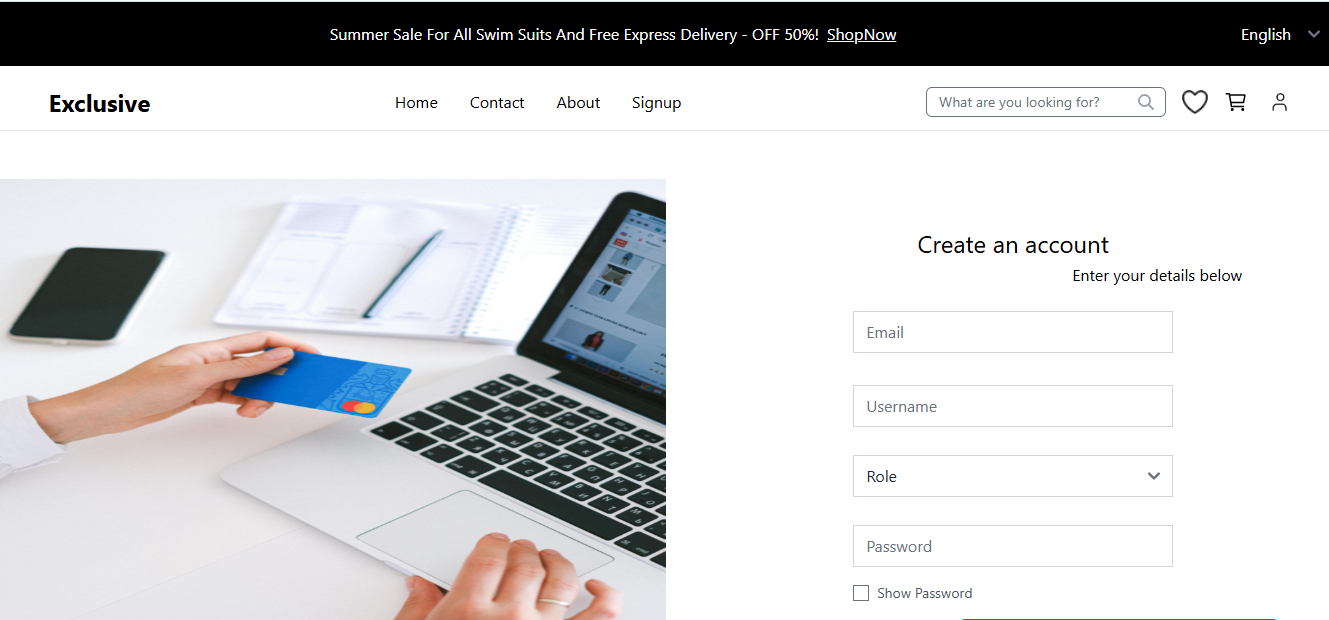 Summer Sale For All Swim Suits And Free Express Delivery - OFF 50%! ShopNow
English
Exclusive
Home
Contact
About
Signup
What are you looking for?
Create an account
Enter your details below
Email
Username
Role
Password
Show Password